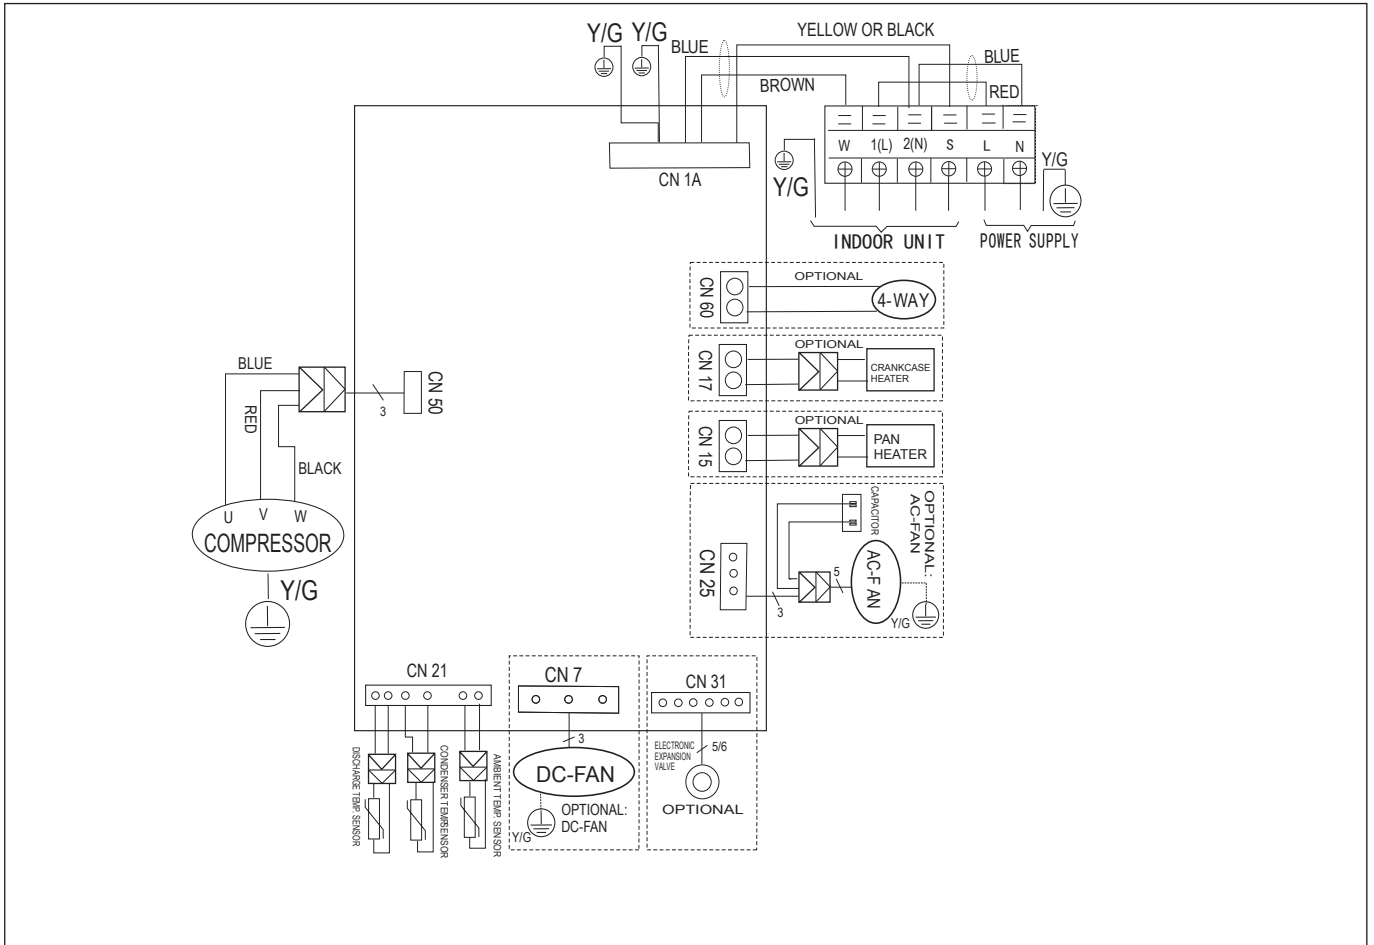 YELLOW OR BLACK
Y/G Y/G
BLUE
BLUE
BROWN
RED
W 1(L) 2(N) S L N
CN 1A
Y/G
Y/G
INDOOR UNIT
POWER SUPPLY
CN 60
OPTIONAL
4-WAY
CN 17
OPTIONAL
CRANKCASE
HEATER
CN 15
OPTIONAL
PAN
HEATER
CAPACITOR
OPTIONAL:
AC-FAN
CN 25
3
5
AC-F AN
Y/G
BLUE
RED
BLACK
3
CN 50
U V W
COMPRESSOR
Y/G
CN 21
DISCHARGE TEMP. SENSOR
CONDENSER TEMP.SENSOR
AMBIENT TEMP. SENSOR
CN 7
3
DC-FAN
Y/G
OPTIONAL:
DC-FAN
CN 31
ELECTRONIC
EXPANSION
VALVE
5/6
OPTIONAL